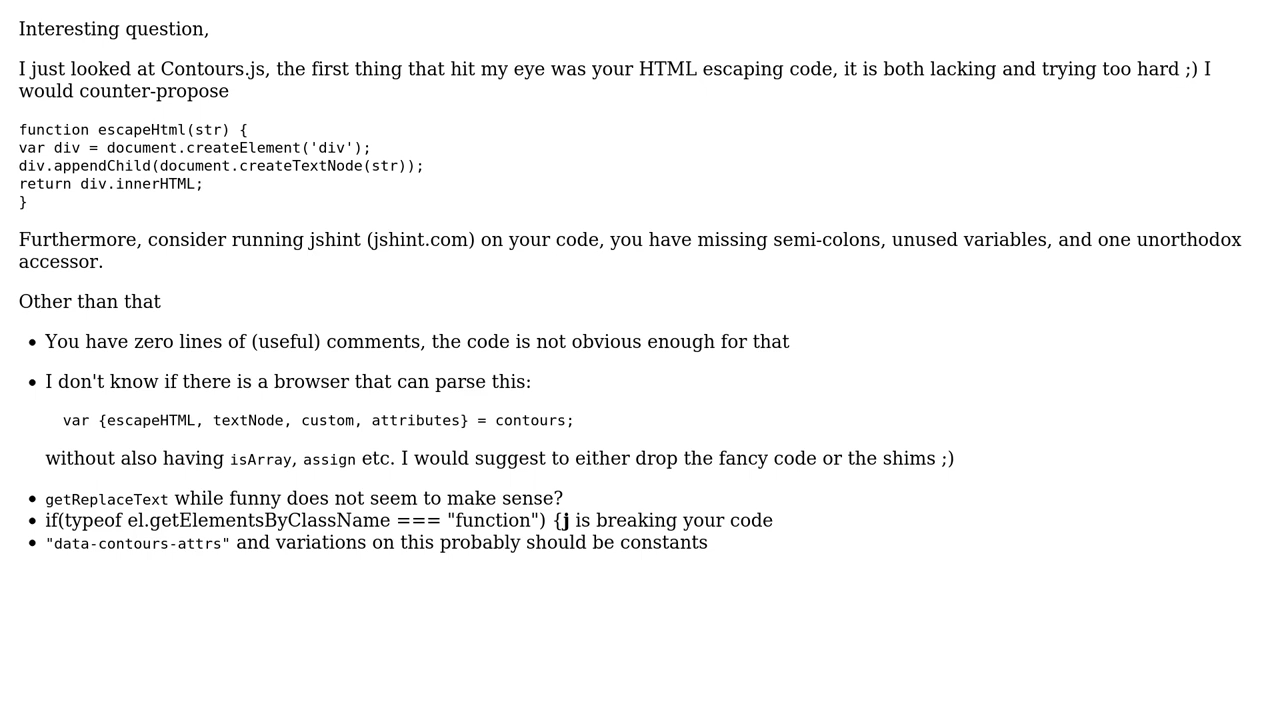 Interesting question,
I just looked at Contours.js, the first thing that hit my eye was your HTML escaping code, it is both lacking and trying too hard ;) I
would counter-propose
function escapeHtml(str) {
var div = document.createElement('div');
div.appendChild(document.createTextNode(str));
return div.innerHTML;
}
Furthermore, consider running jshint (jshint.com) on your code, you have missing semi-colons, unused variables, and one unorthodox
accessor.
Other than that
• You have zero lines of (useful) comments, the code is not obvious enough for that
• I don't know if there is a browser that can parse this:
var {escapeHTML, textNode, custom, attributes} = contours;
without also having isArray, assign etc. I would suggest to either drop the fancy code or the shims ;)
• getReplaceText while funny does not seem to make sense?
• if(typeof el.getElementsByClassName === "function") {j is breaking your code
• "data-contours-attrs" and variations on this probably should be constants